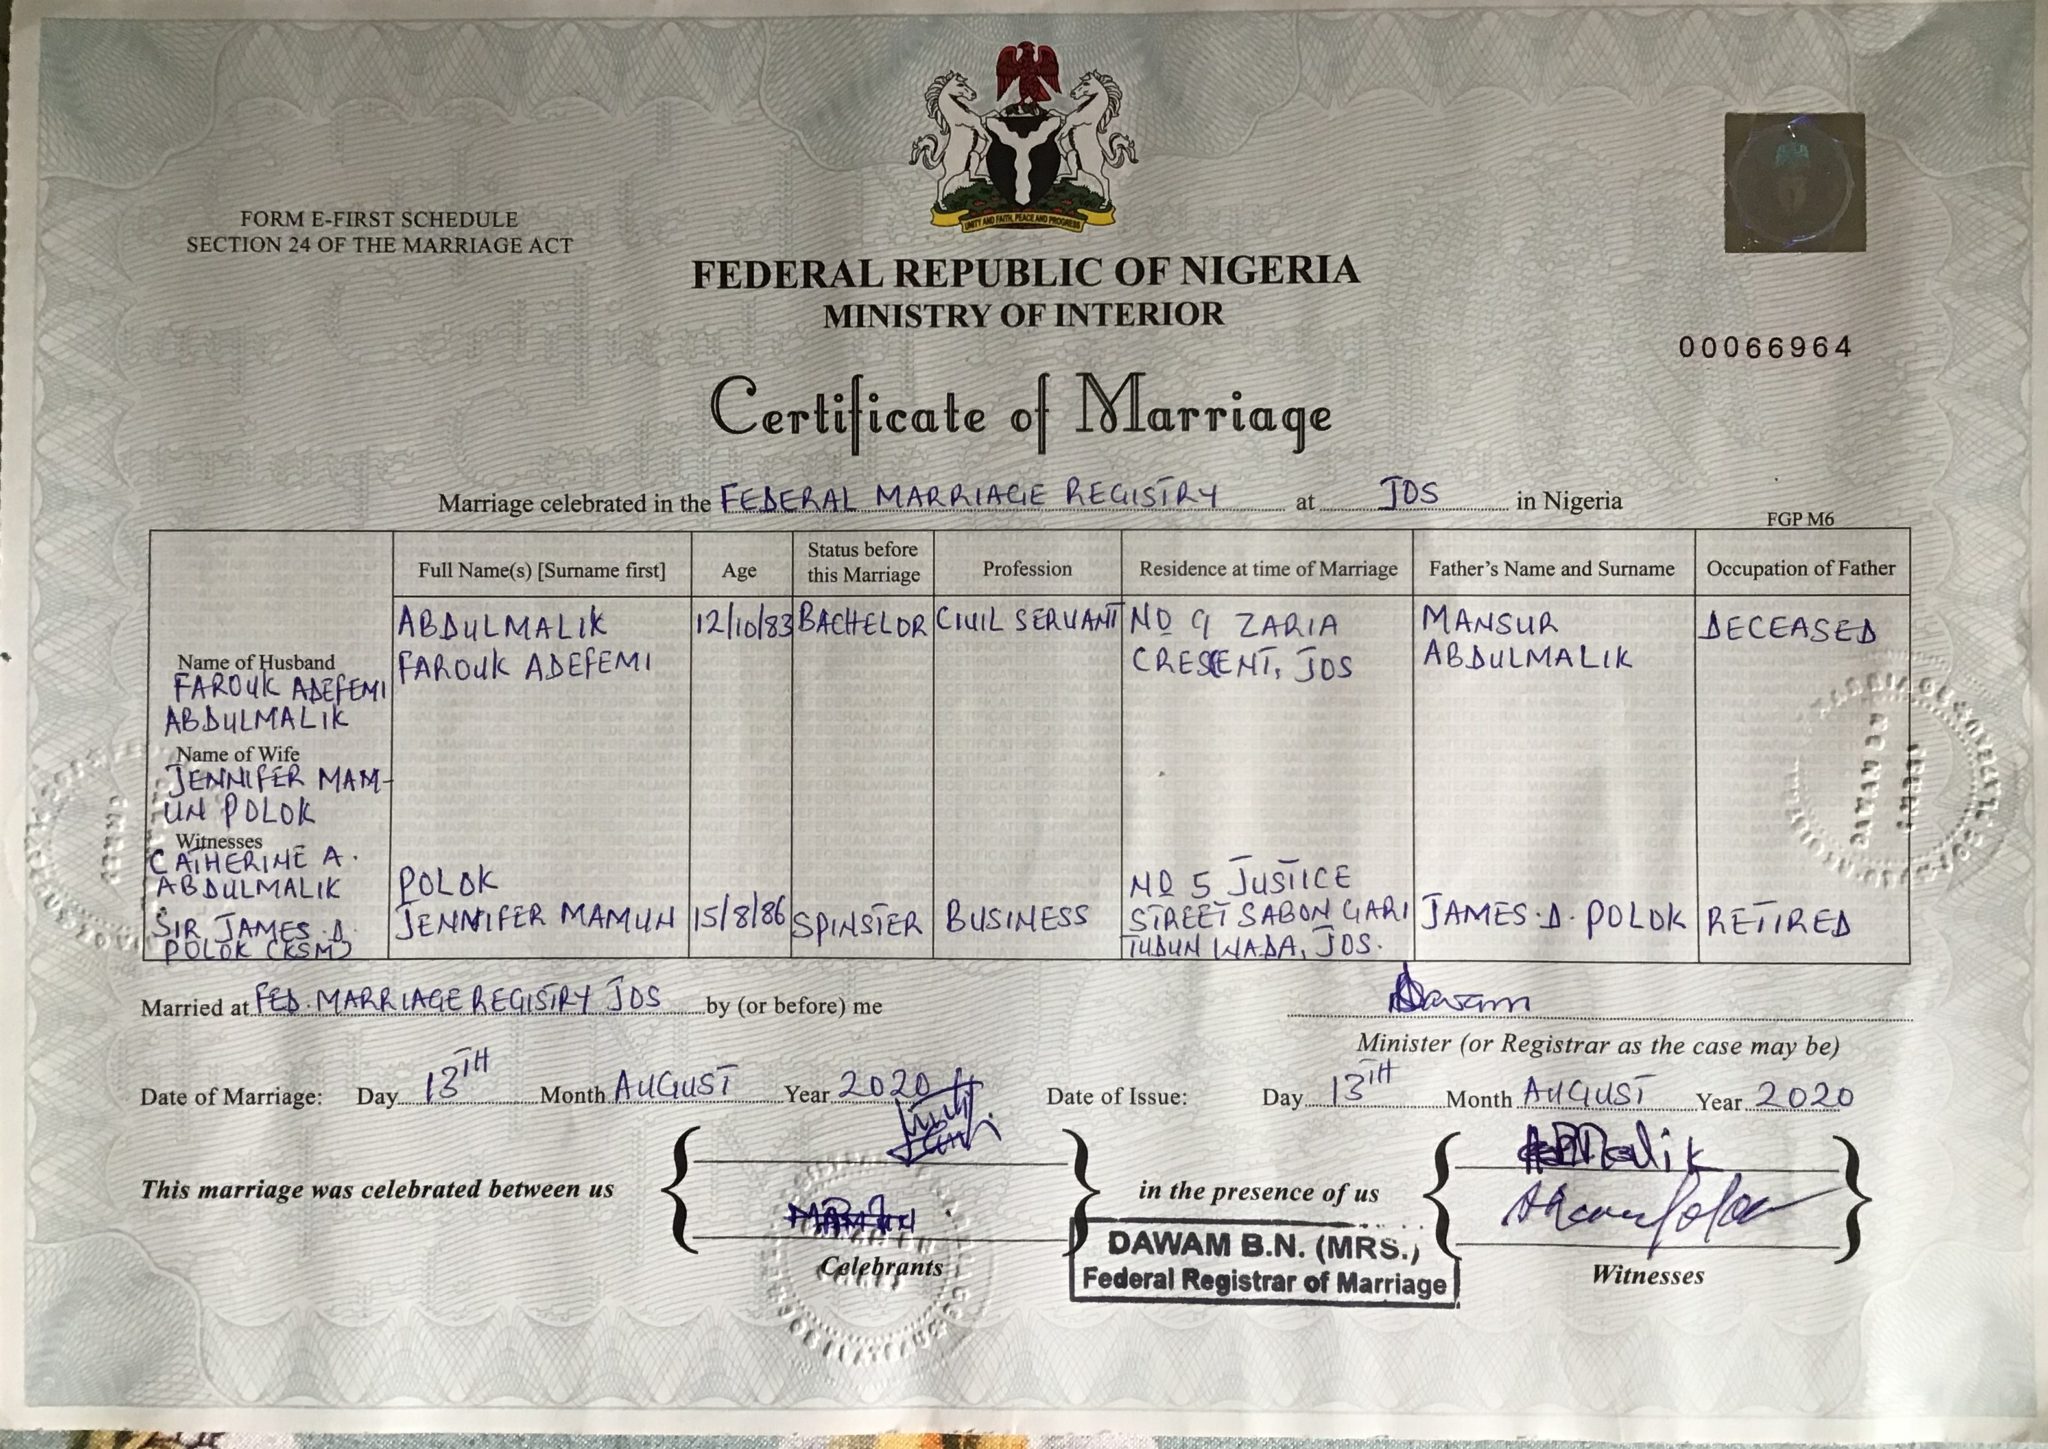 UNITY AND FAITH, PEACE AND PROGRESS
FORM E-FIRST SCHEDULE
SECTION 24 OF THE MARRIAGE ACT
FEDERAL REPUBLIC OF NIGERIA
MINISTRY OF INTERIOR
00066964
Certificate of Marriage
Marriage celebrated in the FEDERAL MARRIAGE REGISTRY at JOS in Nigeria
FGP M6
Full Name(s) [Surname first] Age Status before this Marriage Profession Residence at time of Marriage Father's Name and Surname Occupation of Father
ABDULMALIK 12/10/83 BACHELOR CIVIL SERVANT NO 9 ZARIA MANSUR DECEASED
Name of Husband FAROUK ADEFEMI CRESCENT, JOS ABDULMALIK
FAROUK ADEFEMI
ABDULMALIK
Name of Wife
JENNIFER MAM-
UN POLOK
Witnesses
CATHERINE A.
ABDULMALIK POLOK NO 5 JUSTICE
SIR JAMES .D. JENNIFER MAMUN 15/8/86 SPINSTER BUSINESS STREET SABON GARI JAMES .D. POLOK RETIRED
POLOK (KSM) TUDUN WADA, JOS.
Married at FED. MARRIAGE REGISTRY JOS by (or before) me Dawam
Minister (or Registrar as the case may be)
Date of Marriage: Day 13TH Month AUGUST Year 2020 Date of Issue: Day 13TH Month AUGUST Year 2020
ABDulmalik
This marriage was celebrated between us in the presence of us
DAWAM B.N. (MRS.)
Federal Registrar of Marriage
Celebrants Witnesses